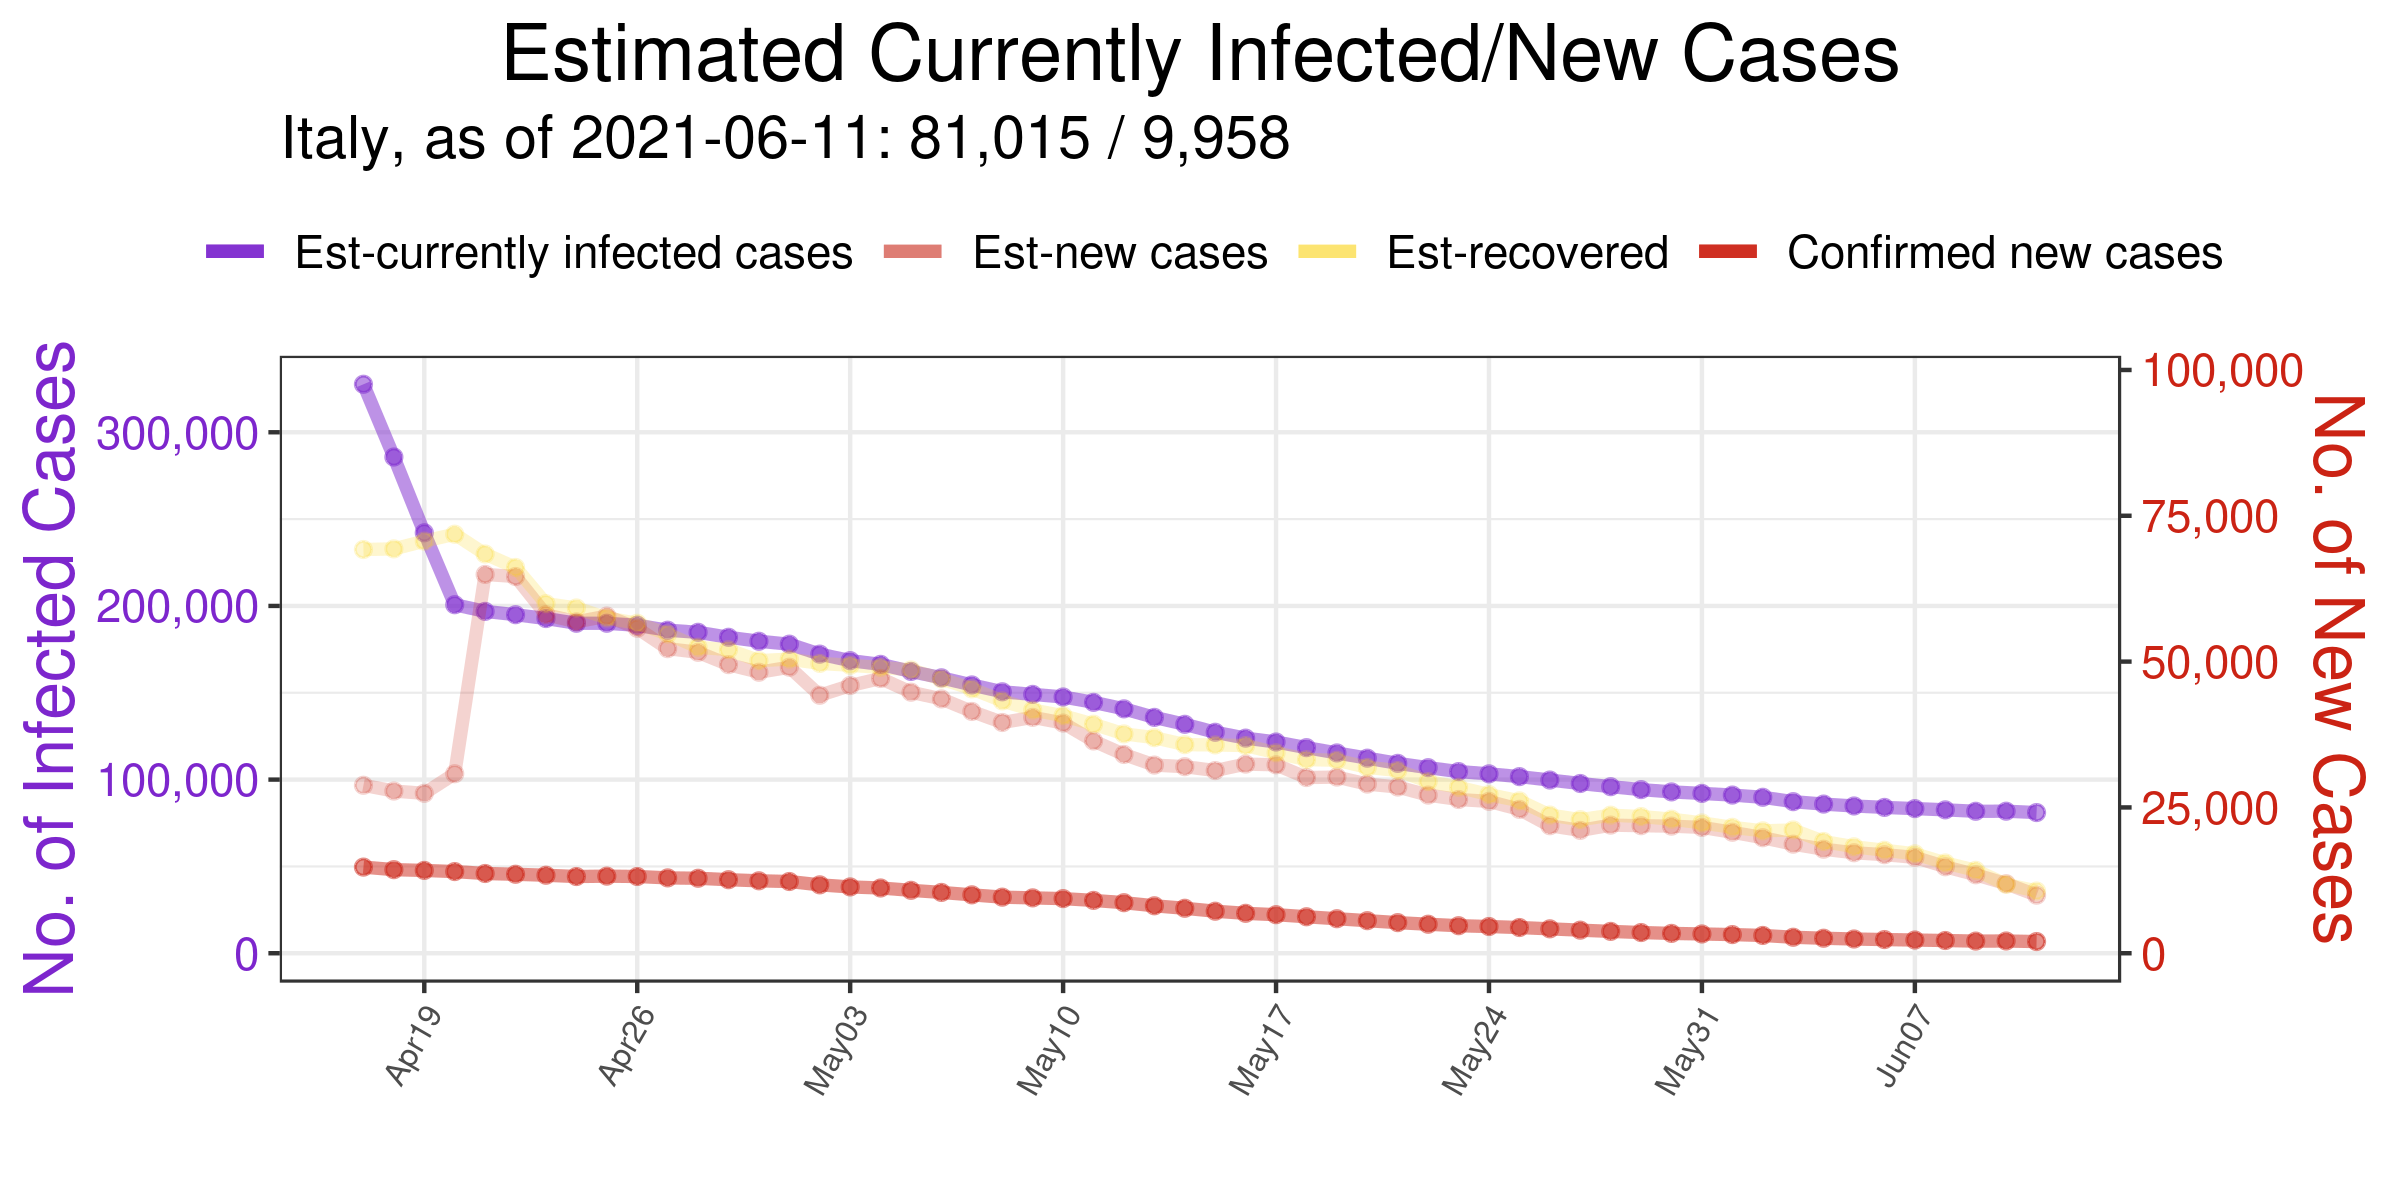 Estimated Currently Infected/New Cases
Italy, as of 2021-06-11: 81,015 / 9,958
Est-currently infected cases Est-new cases Est-recovered Confirmed new cases
No. of Infected Cases
300,000
200,000
100,000
0
100,000
75,000
50,000
25,000
0
No. of New Cases
Apr19 Apr26 May03 May10 May17 May24 May31 Jun07